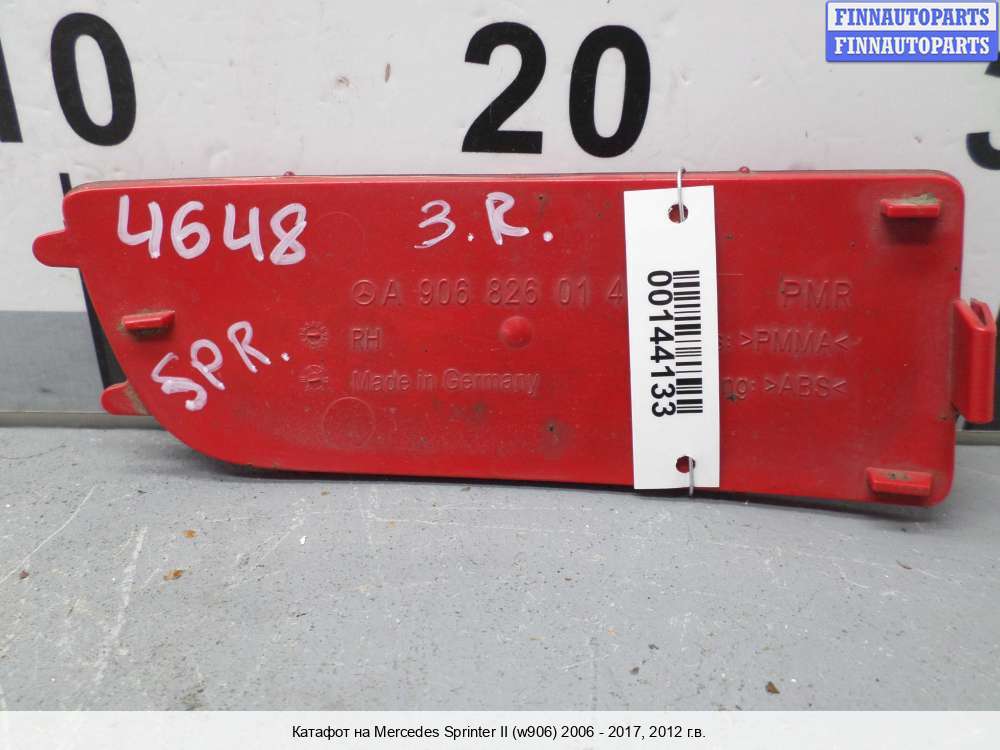 FINNAUTOPARTS
FINNAUTOPARTS
10 20
4648 3.R.
A 906 826 01 4 PMR
RH >PMMA<
SPR.
Made in Germany >ABS<
00144133
Катафот на Mercedes Sprinter II (w906) 2006 - 2017, 2012 г.в.